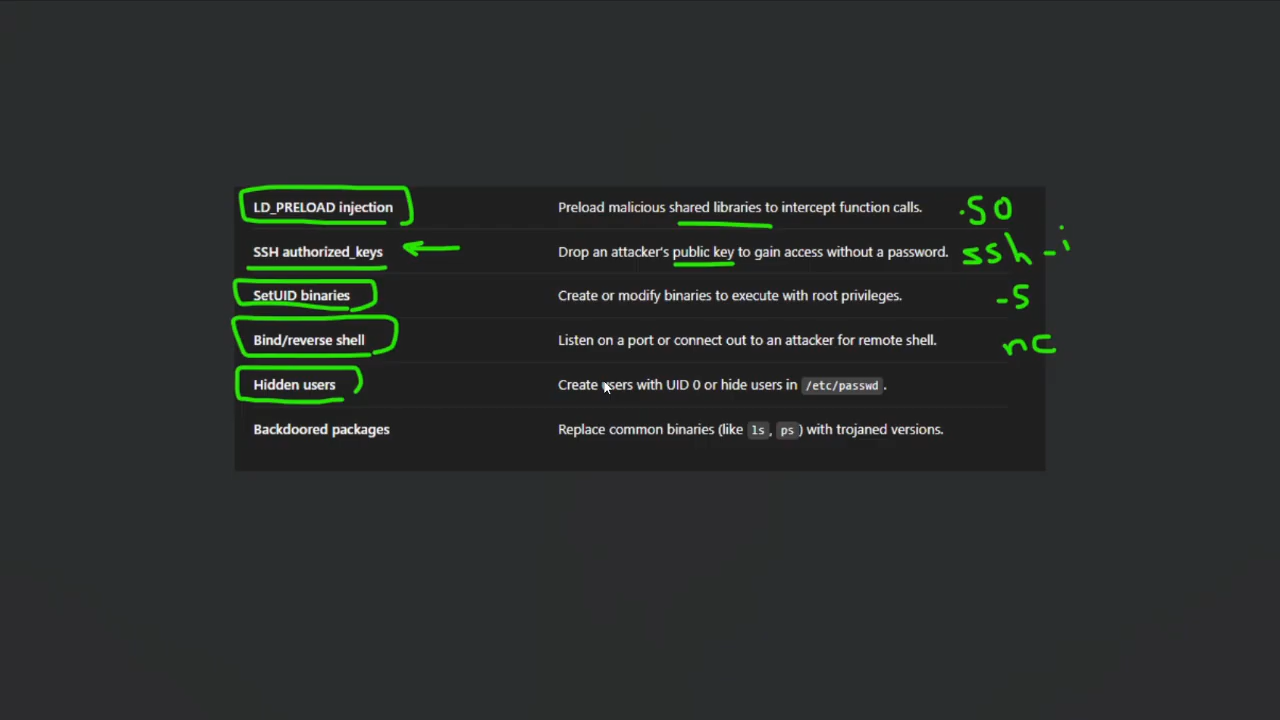 LD_PRELOAD injection Preload malicious shared libraries to intercept function calls. .so
SSH authorized_keys Drop an attacker's public key to gain access without a password. ssh -i
SetUID binaries Create or modify binaries to execute with root privileges. -s
Bind/reverse shell Listen on a port or connect out to an attacker for remote shell. nc
Hidden users Create users with UID 0 or hide users in /etc/passwd.
Backdoored packages Replace common binaries (like ls, ps) with trojaned versions.